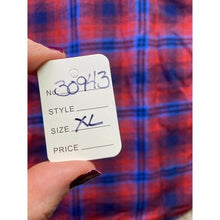 No. 30943
STYLE
SIZE XL
PRICE